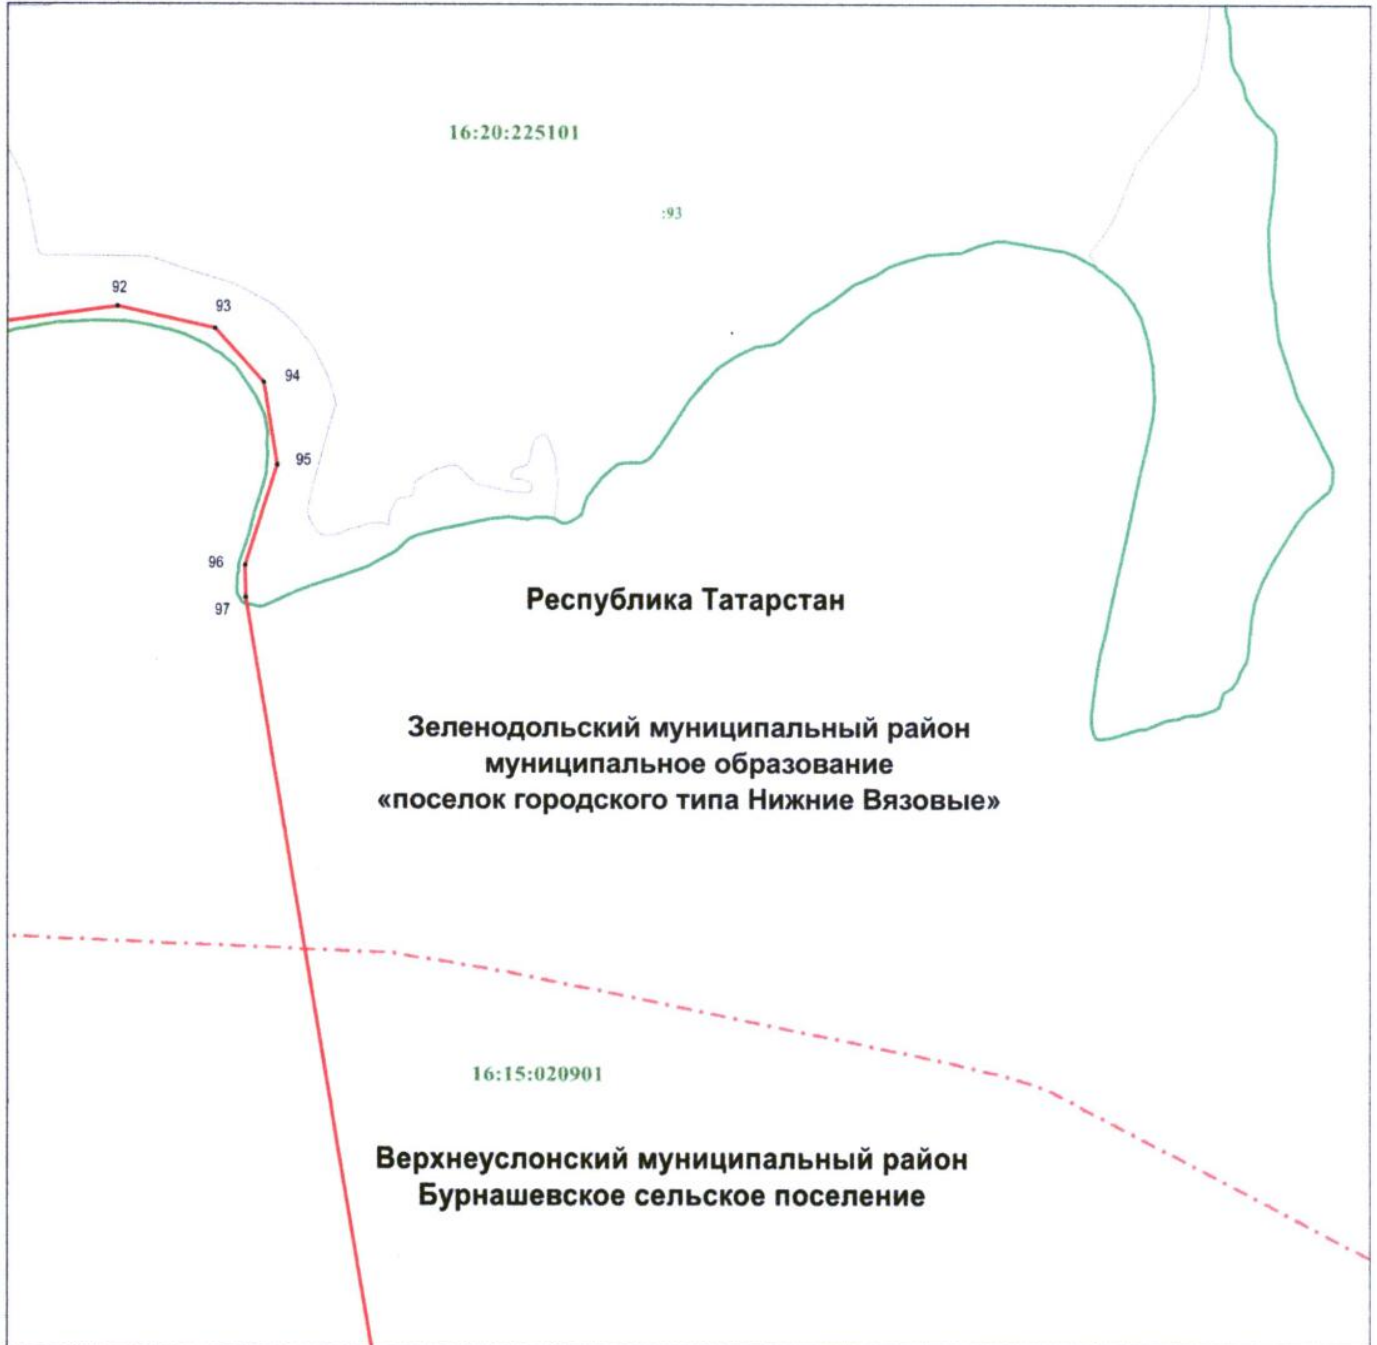 16:20:225101
:93
92
93
94
95
96
97
Республика Татарстан
Зеленодольский муниципальный район
муниципальное образование
«поселок городского типа Нижние Вязовые»
16:15:020901
Верхнеуслонский муниципальный район
Бурнашевское сельское поселение